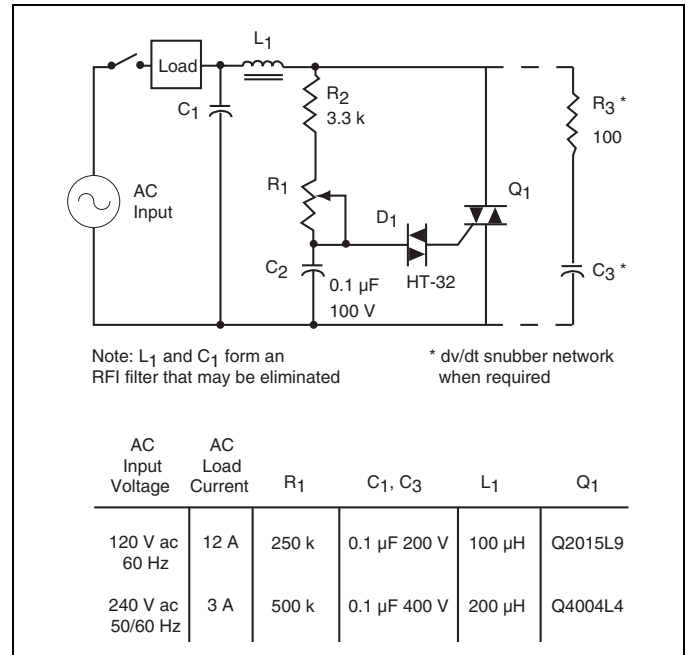 L1
Load
C1
R2
3.3 k
R3 *
100
AC
Input
R1
D1
Q1
C2
0.1 µF
100 V
HT-32
C3 *
Note: L1 and C1 form an
RFI filter that may be eliminated
* dv/dt snubber network
when required
AC Input Voltage | AC Load Current | R1 | C1, C3 | L1 | Q1
120 V ac 60 Hz | 12 A | 250 k | 0.1 µF 200 V | 100 µH | Q2015L9
240 V ac 50/60 Hz | 3 A | 500 k | 0.1 µF 400 V | 200 µH | Q4004L4